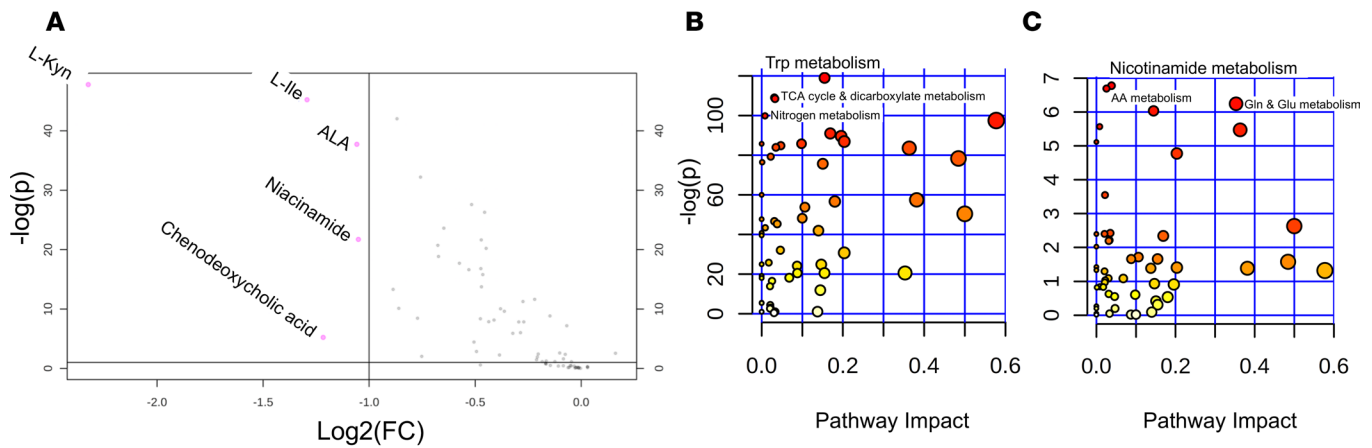 A
L-Kyn
L-Ile
ALA
Niacinamide
Chenodeoxycholic acid
-log(p)
40
30
20
10
0
40
30
20
10
0
-2.0 -1.5 -1.0 -0.5 0.0
Log2(FC)
B
Trp metabolism
TCA cycle & dicarboxylate metabolism
Nitrogen metabolism
-log(p)
100
60
20
0
0.0 0.2 0.4 0.6
Pathway Impact
C
Nicotinamide metabolism
AA metabolism
Gln & Glu metabolism
7
6
5
4
3
2
1
0
0.0 0.2 0.4 0.6
Pathway Impact